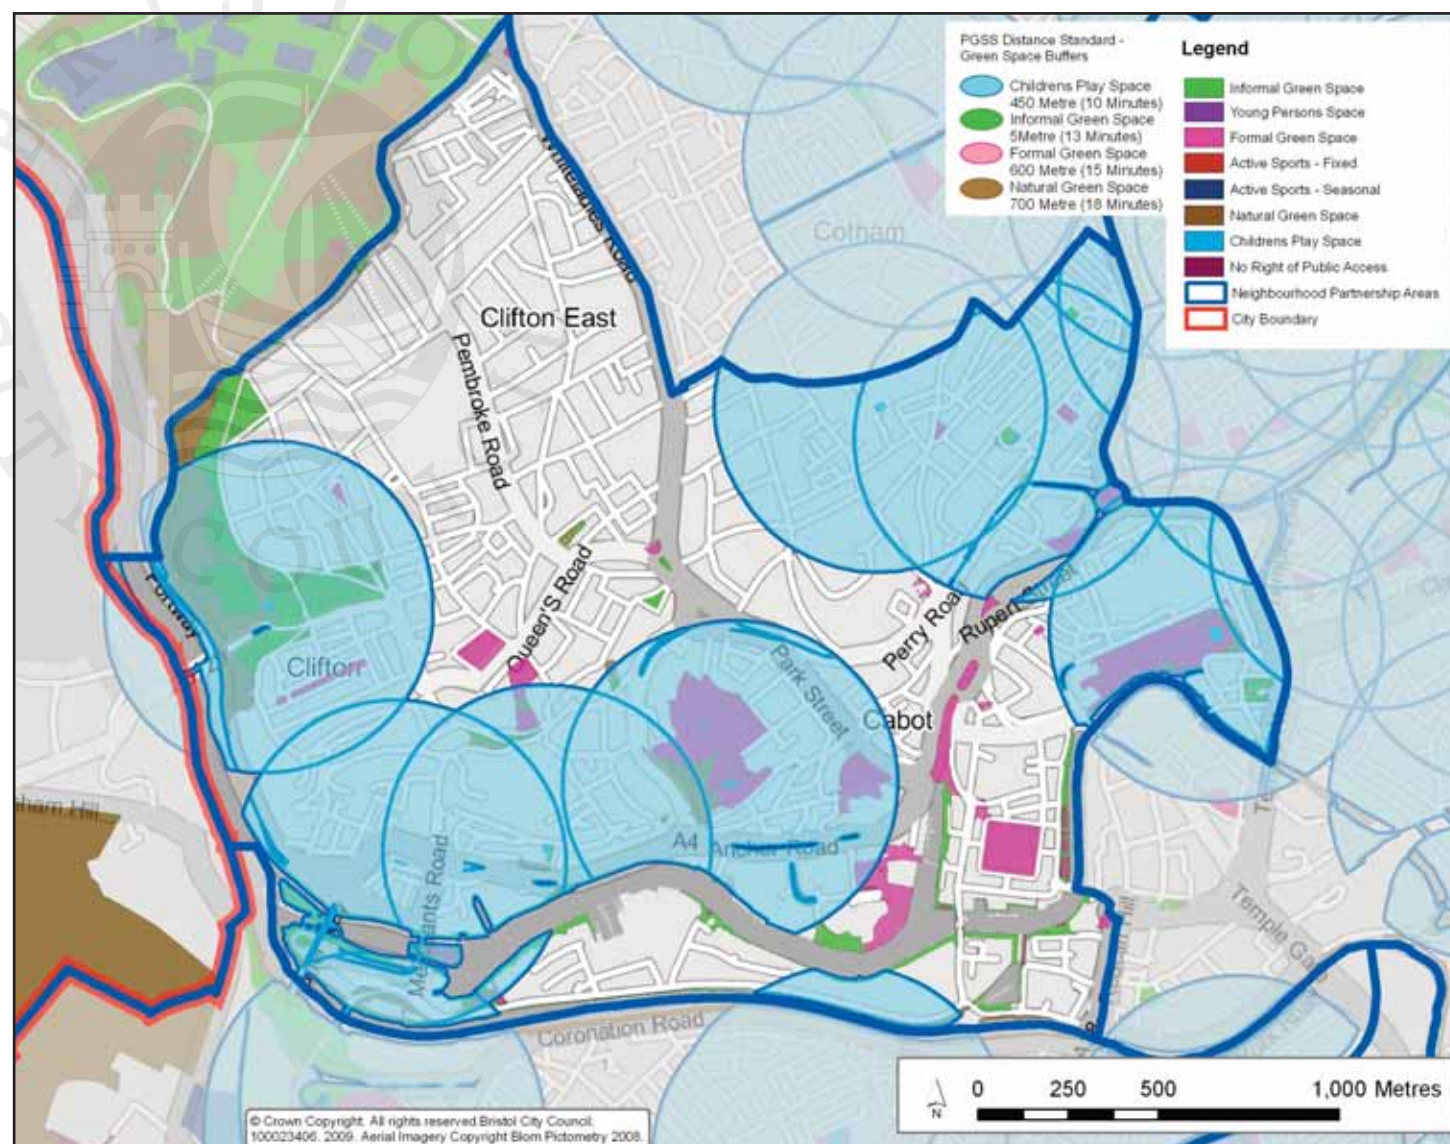 PGSS Distance Standard -
Green Space Buffers
Childrens Play Space
450 Metre (10 Minutes)
Informal Green Space
5Metre (13 Minutes)
Formal Green Space
600 Metre (15 Minutes)
Natural Green Space
700 Metre (18 Minutes)
Legend
Informal Green Space
Young Persons Space
Formal Green Space
Active Sports - Fixed
Active Sports - Seasonal
Natural Green Space
Childrens Play Space
No Right of Public Access
Neighbourhood Partnership Areas
City Boundary
Whiteladies Road
Cotham
Clifton East
Pembroke Road
Queen'S Road
Portway
Clifton
Perry Road
Rupert Street
Park Street
Cabot
A4 Anchor Road
Merchants Road
Temple Gate
Coronation Road
0 250 500 1,000 Metres
N
© Crown Copyright. All rights reserved Bristol City Council.
100023406. 2009. Aerial Imagery Copyright Blom Pictometry 2008.